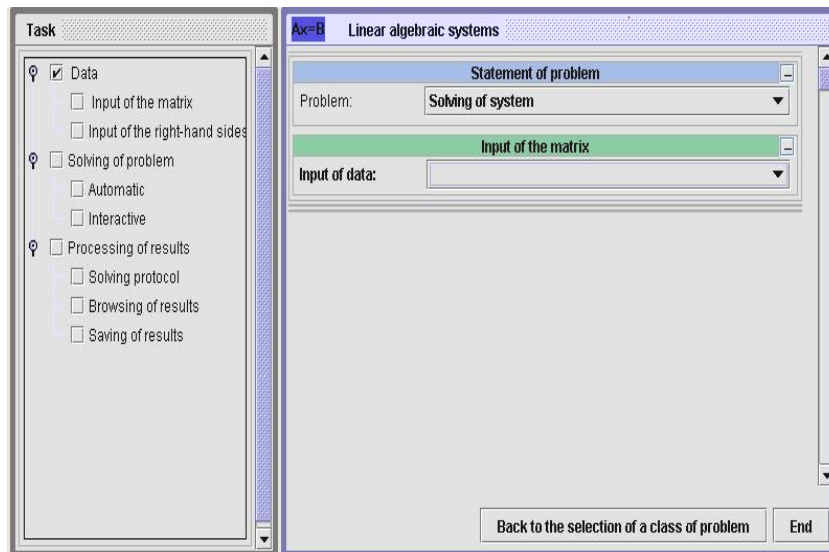 Task
Data
Input of the matrix
Input of the right-hand sides
Solving of problem
Automatic
Interactive
Processing of results
Solving protocol
Browsing of results
Saving of results
Ax=B Linear algebraic systems
Statement of problem
Problem: Solving of system
Input of the matrix
Input of data:
Back to the selection of a class of problem End